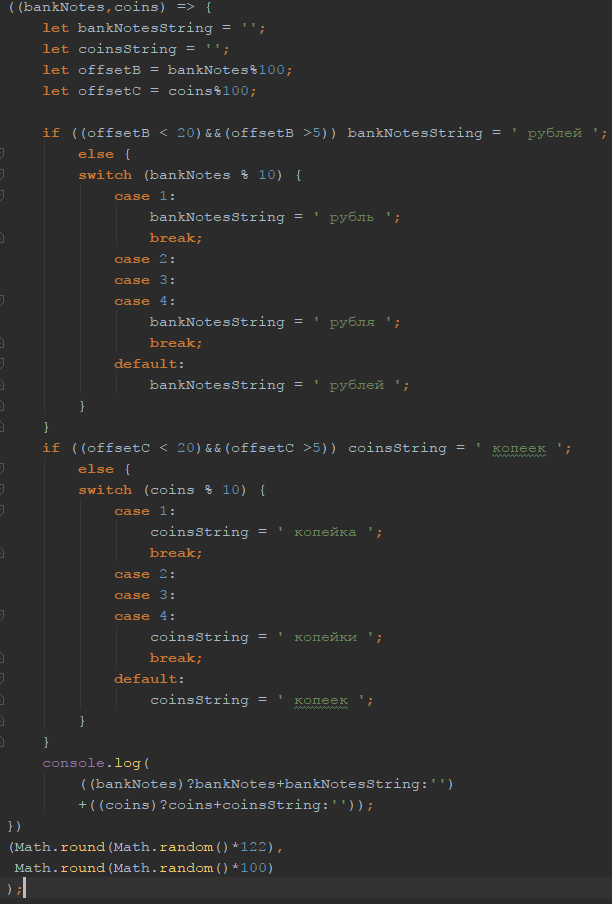 ((bankNotes,coins) => {
    let bankNotesString = '';
    let coinsString = '';
    let offsetB = bankNotes%100;
    let offsetC = coins%100;

    if ((offsetB < 20)&&(offsetB >5)) bankNotesString = ' рублей ';
        else {
        switch (bankNotes % 10) {
            case 1:
                bankNotesString = ' рубль ';
                break;
            case 2:
            case 3:
            case 4:
                bankNotesString = ' рубля ';
                break;
            default:
                bankNotesString = ' рублей ';
        }
    }
    if ((offsetC < 20)&&(offsetC >5)) coinsString = ' копеек ';
        else {
        switch (coins % 10) {
            case 1:
                coinsString = ' копейка ';
                break;
            case 2:
            case 3:
            case 4:
                coinsString = ' копейки ';
                break;
            default:
                coinsString = ' копеек ';
        }
    }
    console.log(
        ((bankNotes)?bankNotes+bankNotesString:'')
        +((coins)?coins+coinsString:''));
})
(Math.round(Math.random()*122),
 Math.round(Math.random()*100)
);